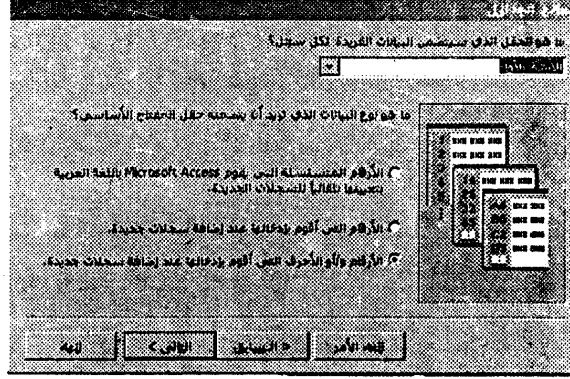 معالج الجداول
ما هو الحقل الذي سيتضمن البيانات الفريدة لكل سجل؟
ما هو نوع البيانات الذي تريد أن يتضمنه حقل المفتاح الأساسي؟
الأرقام المتسلسلة التي يقوم Microsoft Access باللغة العربية
بتعيينها تلقائياً للسجلات الجديدة.
الأرقام التي أقوم بإدخالها عند إضافة سجلات جديدة.
الأرقام و/أو الأحرف التي أقوم بإدخالها عند إضافة سجلات جديدة.
إلغاء الأمر
< السابق
التالي >
إنهاء